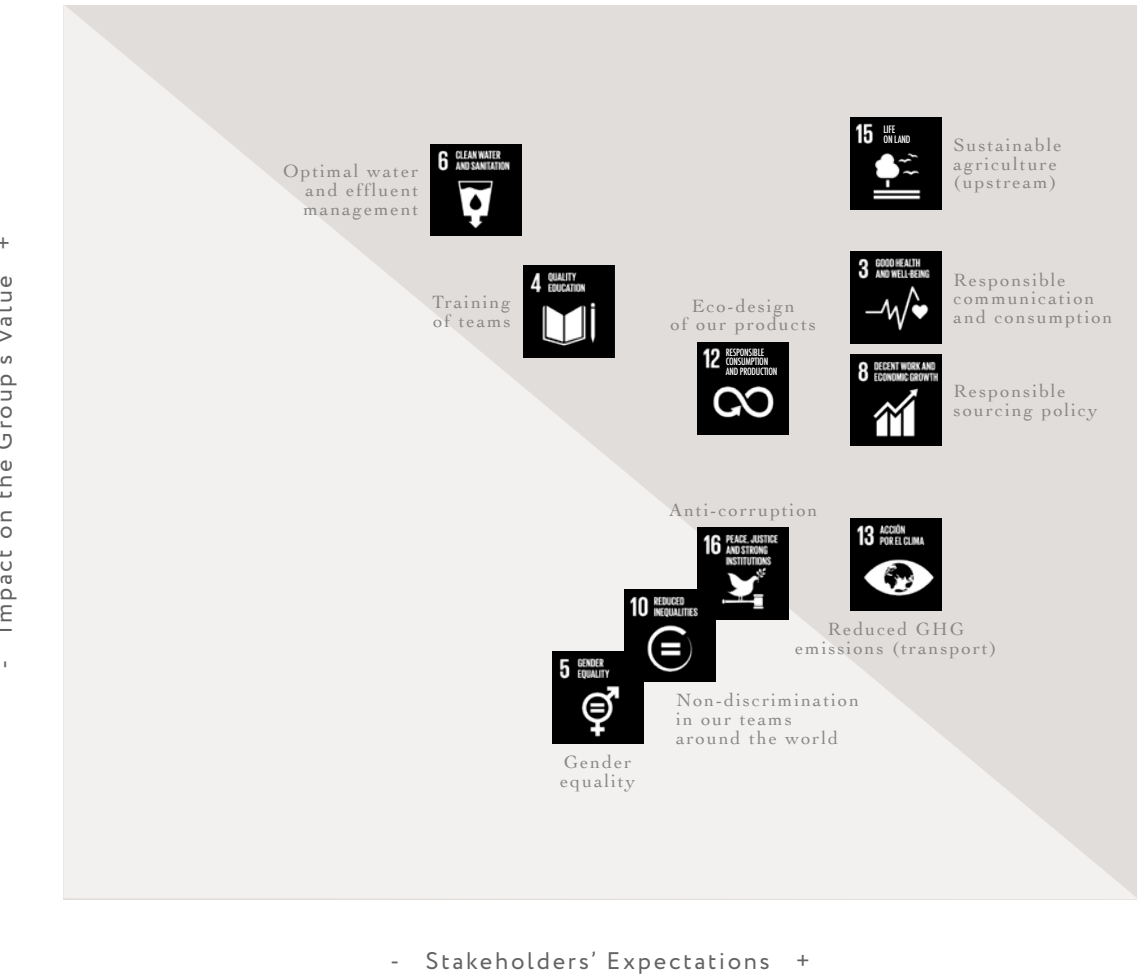 15 LIFE
ON LAND
Sustainable
agriculture
(upstream)
6 CLEAN WATER
AND SANITATION
Optimal water
and effluent
management
3 GOOD HEALTH
AND WELL-BEING
Responsible
communication
and consumption
4 QUALITY
EDUCATION
Training
of teams
Eco-design
of our products
12 RESPONSIBLE
CONSUMPTION
AND PRODUCTION
8 DECENT WORK AND
ECONOMIC GROWTH
Responsible
sourcing policy
Anti-corruption
16 PEACE, JUSTICE
AND STRONG
INSTITUTIONS
13 ACCIÓN
POR EL CLIMA
Reduced GHG
emissions (transport)
10 REDUCED
INEQUALITIES
Non-discrimination
in our teams
around the world
5 GENDER
EQUALITY
Gender
equality
- Impact on the Group's Value +
- Stakeholders' Expectations +